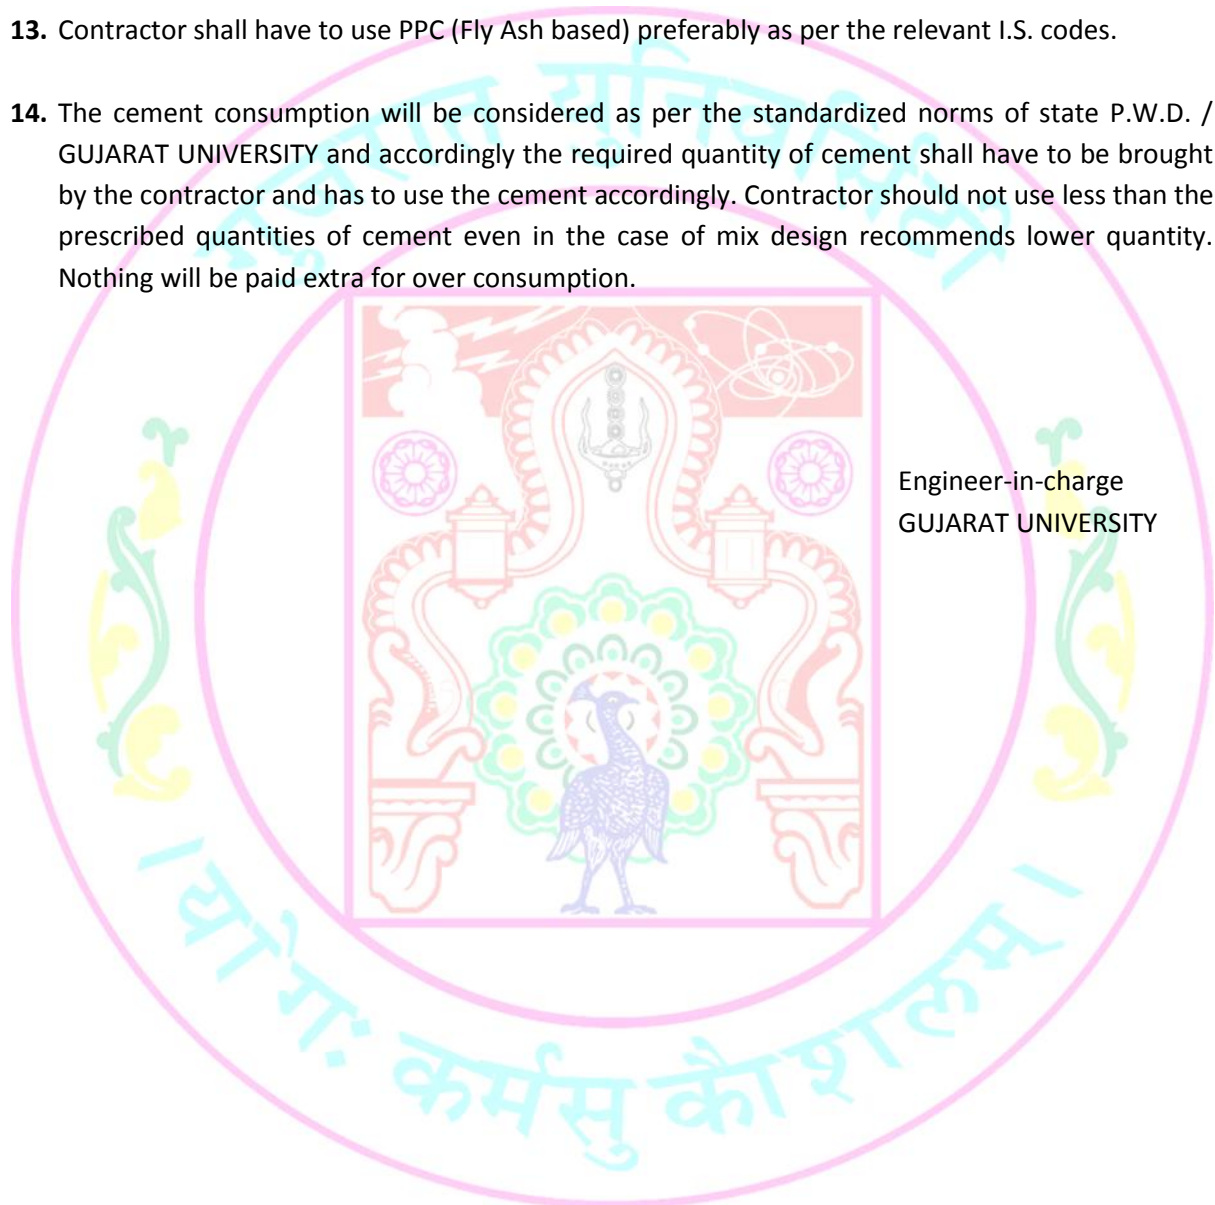 13. Contractor shall have to use PPC (Fly Ash based) preferably as per the relevant I.S. codes.
14. The cement consumption will be considered as per the standardized norms of state P.W.D. /
GUJARAT UNIVERSITY and accordingly the required quantity of cement shall have to be brought
by the contractor and has to use the cement accordingly. Contractor should not use less than the
prescribed quantities of cement even in the case of mix design recommends lower quantity.
Nothing will be paid extra for over consumption.
Engineer-in-charge
GUJARAT UNIVERSITY
गुजरात युनिवर्सिटी
। योगः कर्मसु कौशलम् ।